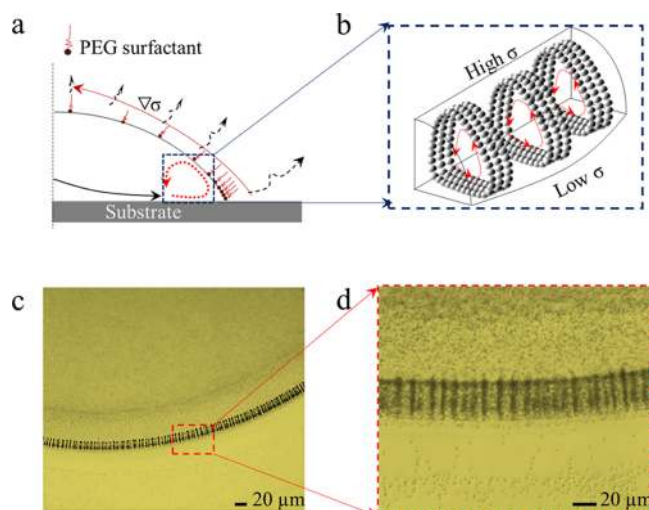 a
PEG surfactant
∇σ
Substrate
b
High σ
Low σ
c
20 µm
d
20 µm